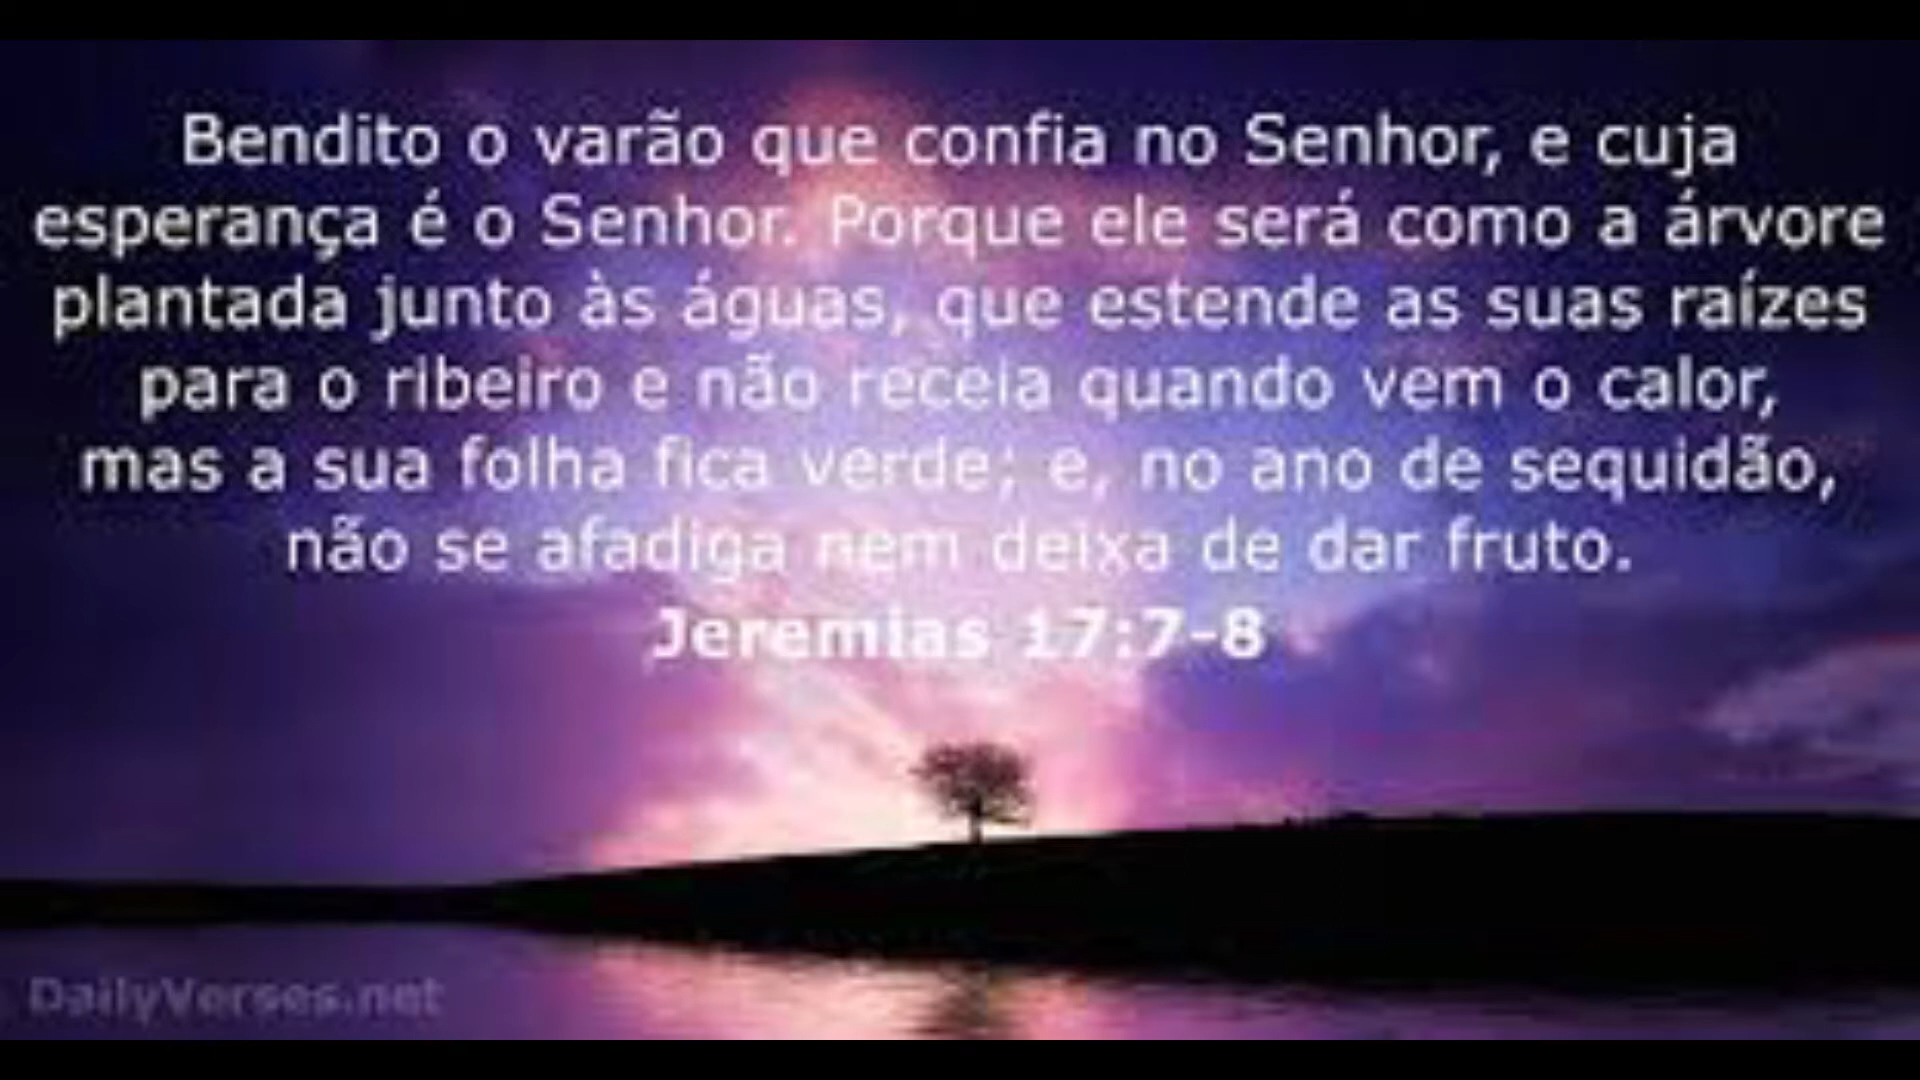 Bendito o varão que confia no Senhor, e cuja
esperança é o Senhor. Porque ele será como a árvore
plantada junto às águas, que estende as suas raízes
para o ribeiro e não receia quando vem o calor,
mas a sua folha fica verde; e, no ano de sequidão,
não se afadiga nem deixa de dar fruto.
Jeremias 17:7-8
DailyVerses.net